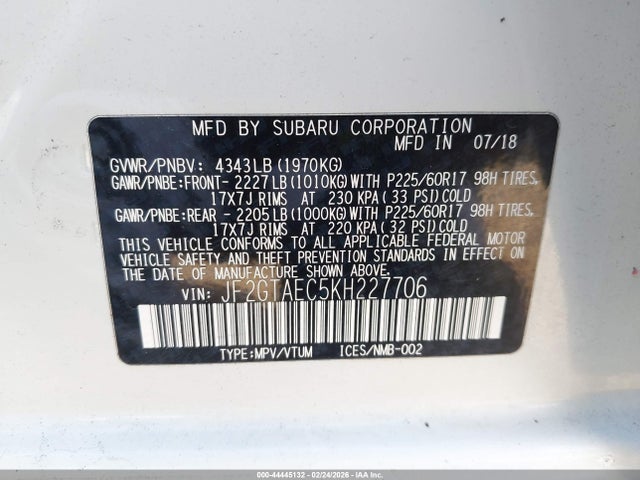 MFD BY SUBARU CORPORATION
MFD IN 07/18
GVWR/PNBV: 4343LB (1970KG)
GAWR/PNBE:FRONT- 2227LB(1010KG)WITH P225/60R17 98H TIRES,
17X7J RIMS AT 230 KPA( 33 PSI)COLD
GAWR/PNBE:REAR - 2205LB(1000KG)WITH P225/60R17 98H TIRES,
17X7J RIMS AT 220 KPA( 32 PSI)COLD
THIS VEHICLE CONFORMS TO ALL APPLICABLE FEDERAL MOTOR
VEHICLE SAFETY, BUMPER, AND THEFT PREVENTION STANDARDS IN EFFECT ON
THE DATE OF MANUFACTURE SHOWN ABOVE.
VIN: JF2GTAEC5KH227706
TYPE:MPV/VTUM ICES/NMB-002
000-44445132 - 02/24/2026 - IAAI.COM